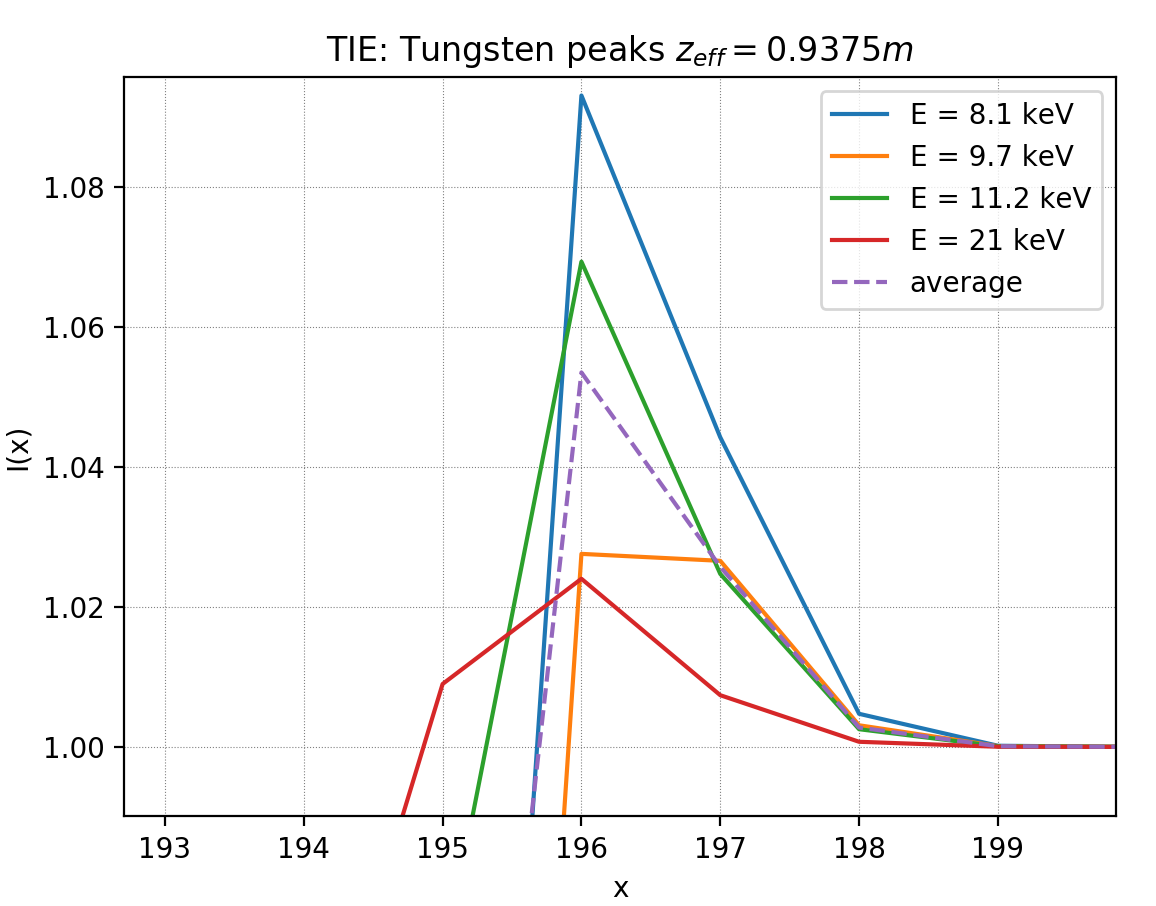 TIE: Tungsten peaks z_eff = 0.9375m
E = 8.1 keV
E = 9.7 keV
E = 11.2 keV
E = 21 keV
average
I(x)
1.08
1.06
1.04
1.02
1.00
193 194 195 196 197 198 199
x